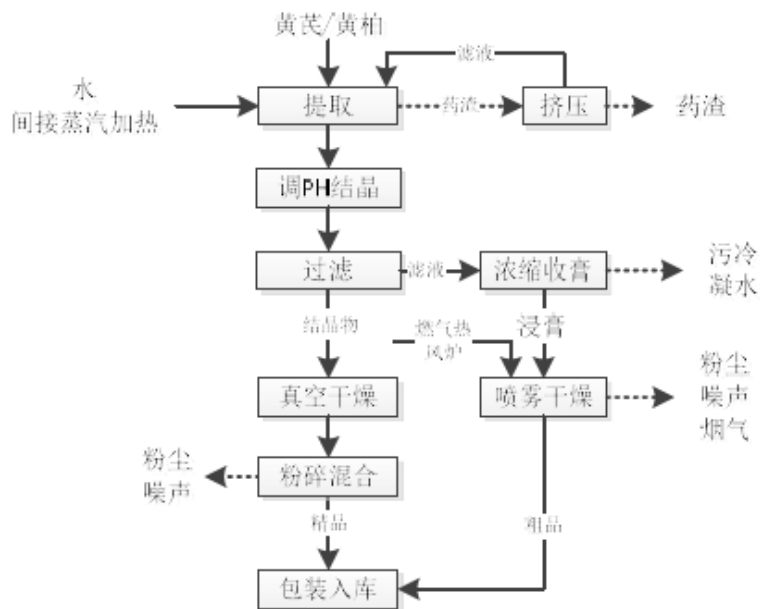 黄芪/黄柏
滤液
水
间接蒸汽加热
提取
药渣
挤压
药渣
调PH结晶
过滤
滤液
浓缩收膏
污冷
凝水
结晶物
燃气热
风炉
浸膏
真空干燥
喷雾干燥
粉尘
噪声
烟气
粉尘
噪声
粉碎混合
精品
粗品
包装入库